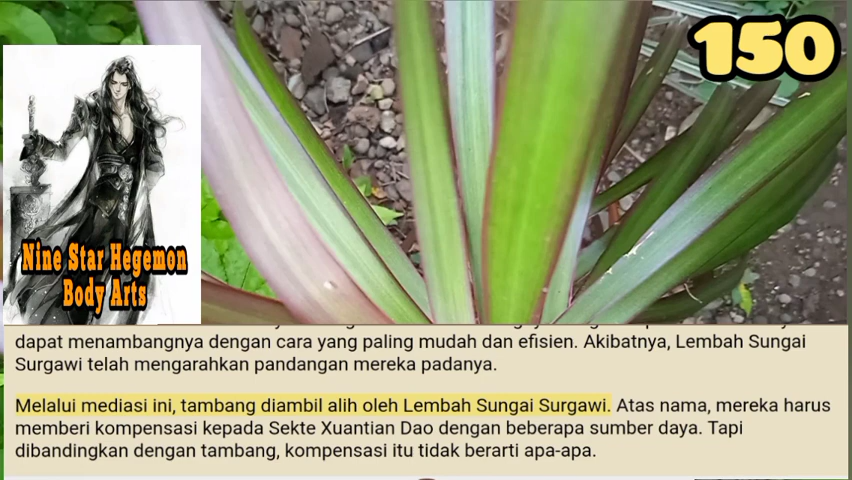 150
Nine Star Hegemon
Body Arts
dapat menambangnya dengan cara yang paling mudah dan efisien. Akibatnya, Lembah Sungai
Surgawi telah mengarahkan pandangan mereka padanya.
Melalui mediasi ini, tambang diambil alih oleh Lembah Sungai Surgawi. Atas nama, mereka harus
memberi kompensasi kepada Sekte Xuantian Dao dengan beberapa sumber daya. Tapi
dibandingkan dengan tambang, kompensasi itu tidak berarti apa-apa.